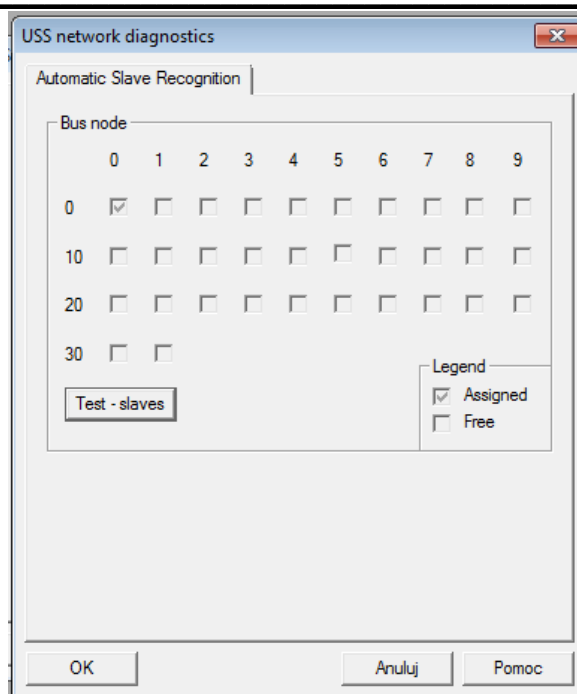 USS network diagnostics
Automatic Slave Recognition
Bus node
0 1 2 3 4 5 6 7 8 9
0
10
20
30
Legend
Assigned
Test - slaves
Free
OK Anuluj Pomoc